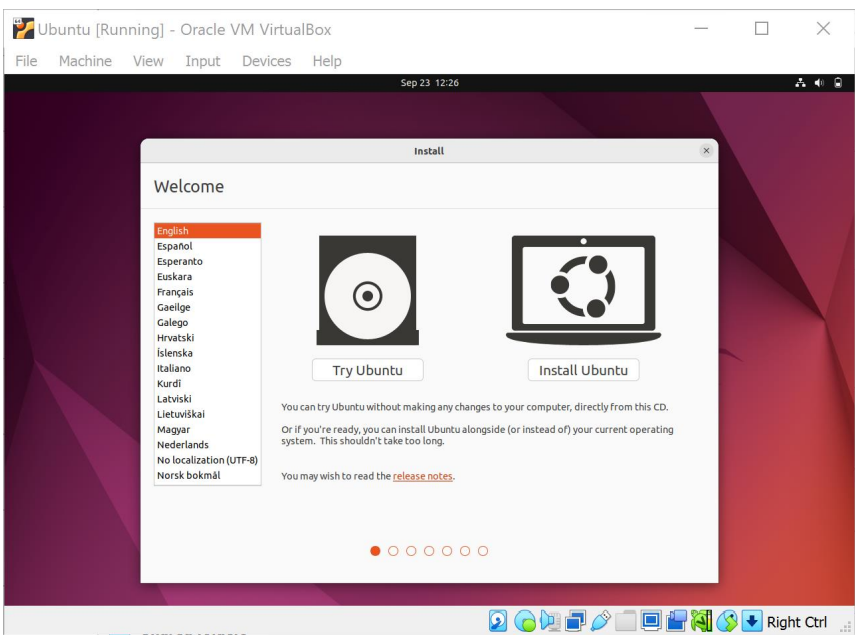 Ubuntu [Running] - Oracle VM VirtualBox
File Machine View Input Devices Help
Sep 23 12:26
Install
Welcome
English
Español
Esperanto
Euskara
Français
Gaeilge
Galego
Hrvatski
Íslenska
Italiano
Kurdî
Latviski
Lietuviškai
Magyar
Nederlands
No localization (UTF-8)
Norsk bokmål
Try Ubuntu
Install Ubuntu
You can try Ubuntu without making any changes to your computer, directly from this CD.
Or if you're ready, you can install Ubuntu alongside (or instead of) your current operating
system. This shouldn't take too long.
You may wish to read the release notes.
Right Ctrl